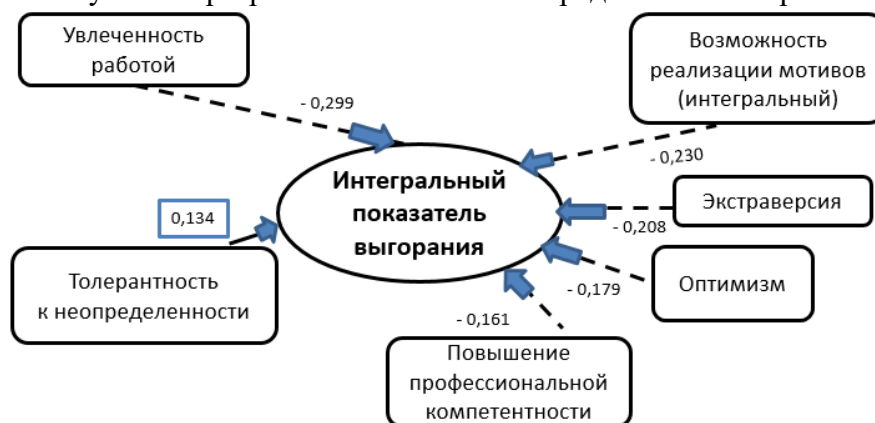 Увлеченность
работой
- 0,299
Возможность
реализации мотивов
(интегральный)
- 0,230
Интегральный
показатель
выгорания
Экстраверсия
- 0,208
0,134
Толерантность
к неопределенности
Оптимизм
- 0,179
- 0,161
Повышение
профессиональной
компетентности